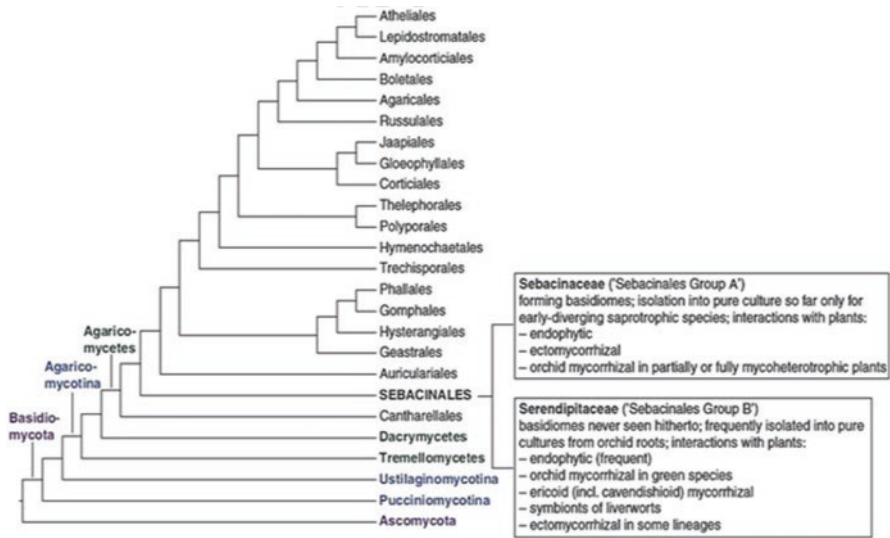 Atheliales
Lepidostromatales
Amylocorticiales
Boletales
Agaricales
Russulales
Jaapiales
Gloeophyllales
Corticiales
Thelephorales
Polyporales
Hymenochaetales
Trechisporales
Phallales
Gomphales
Hysterangiales
Geastrales
Auriculariales
SEBACINALES
Cantharellales
Dacrymycetes
Tremellomycetes
Ustilaginomycotina
Pucciniomycotina
Ascomycota
Agarico-
mycetes
Agarico-
mycotina
Basidio-
mycota
Sebacinaceae ('Sebacinales Group A')
forming basidiomes; isolation into pure culture so far only for
early-diverging saprotrophic species; interactions with plants:
– endophytic
– ectomycorrhizal
– orchid mycorrhizal in partially or fully mycoheterotrophic plants
Serendipitaceae ('Sebacinales Group B')
basidiomes never seen hitherto; frequently isolated into pure
cultures from orchid roots; interactions with plants:
– endophytic (frequent)
– orchid mycorrhizal in green species
– ericoid (incl. cavendishioid) mycorrhizal
– symbionts of liverworts
– ectomycorrhizal in some lineages